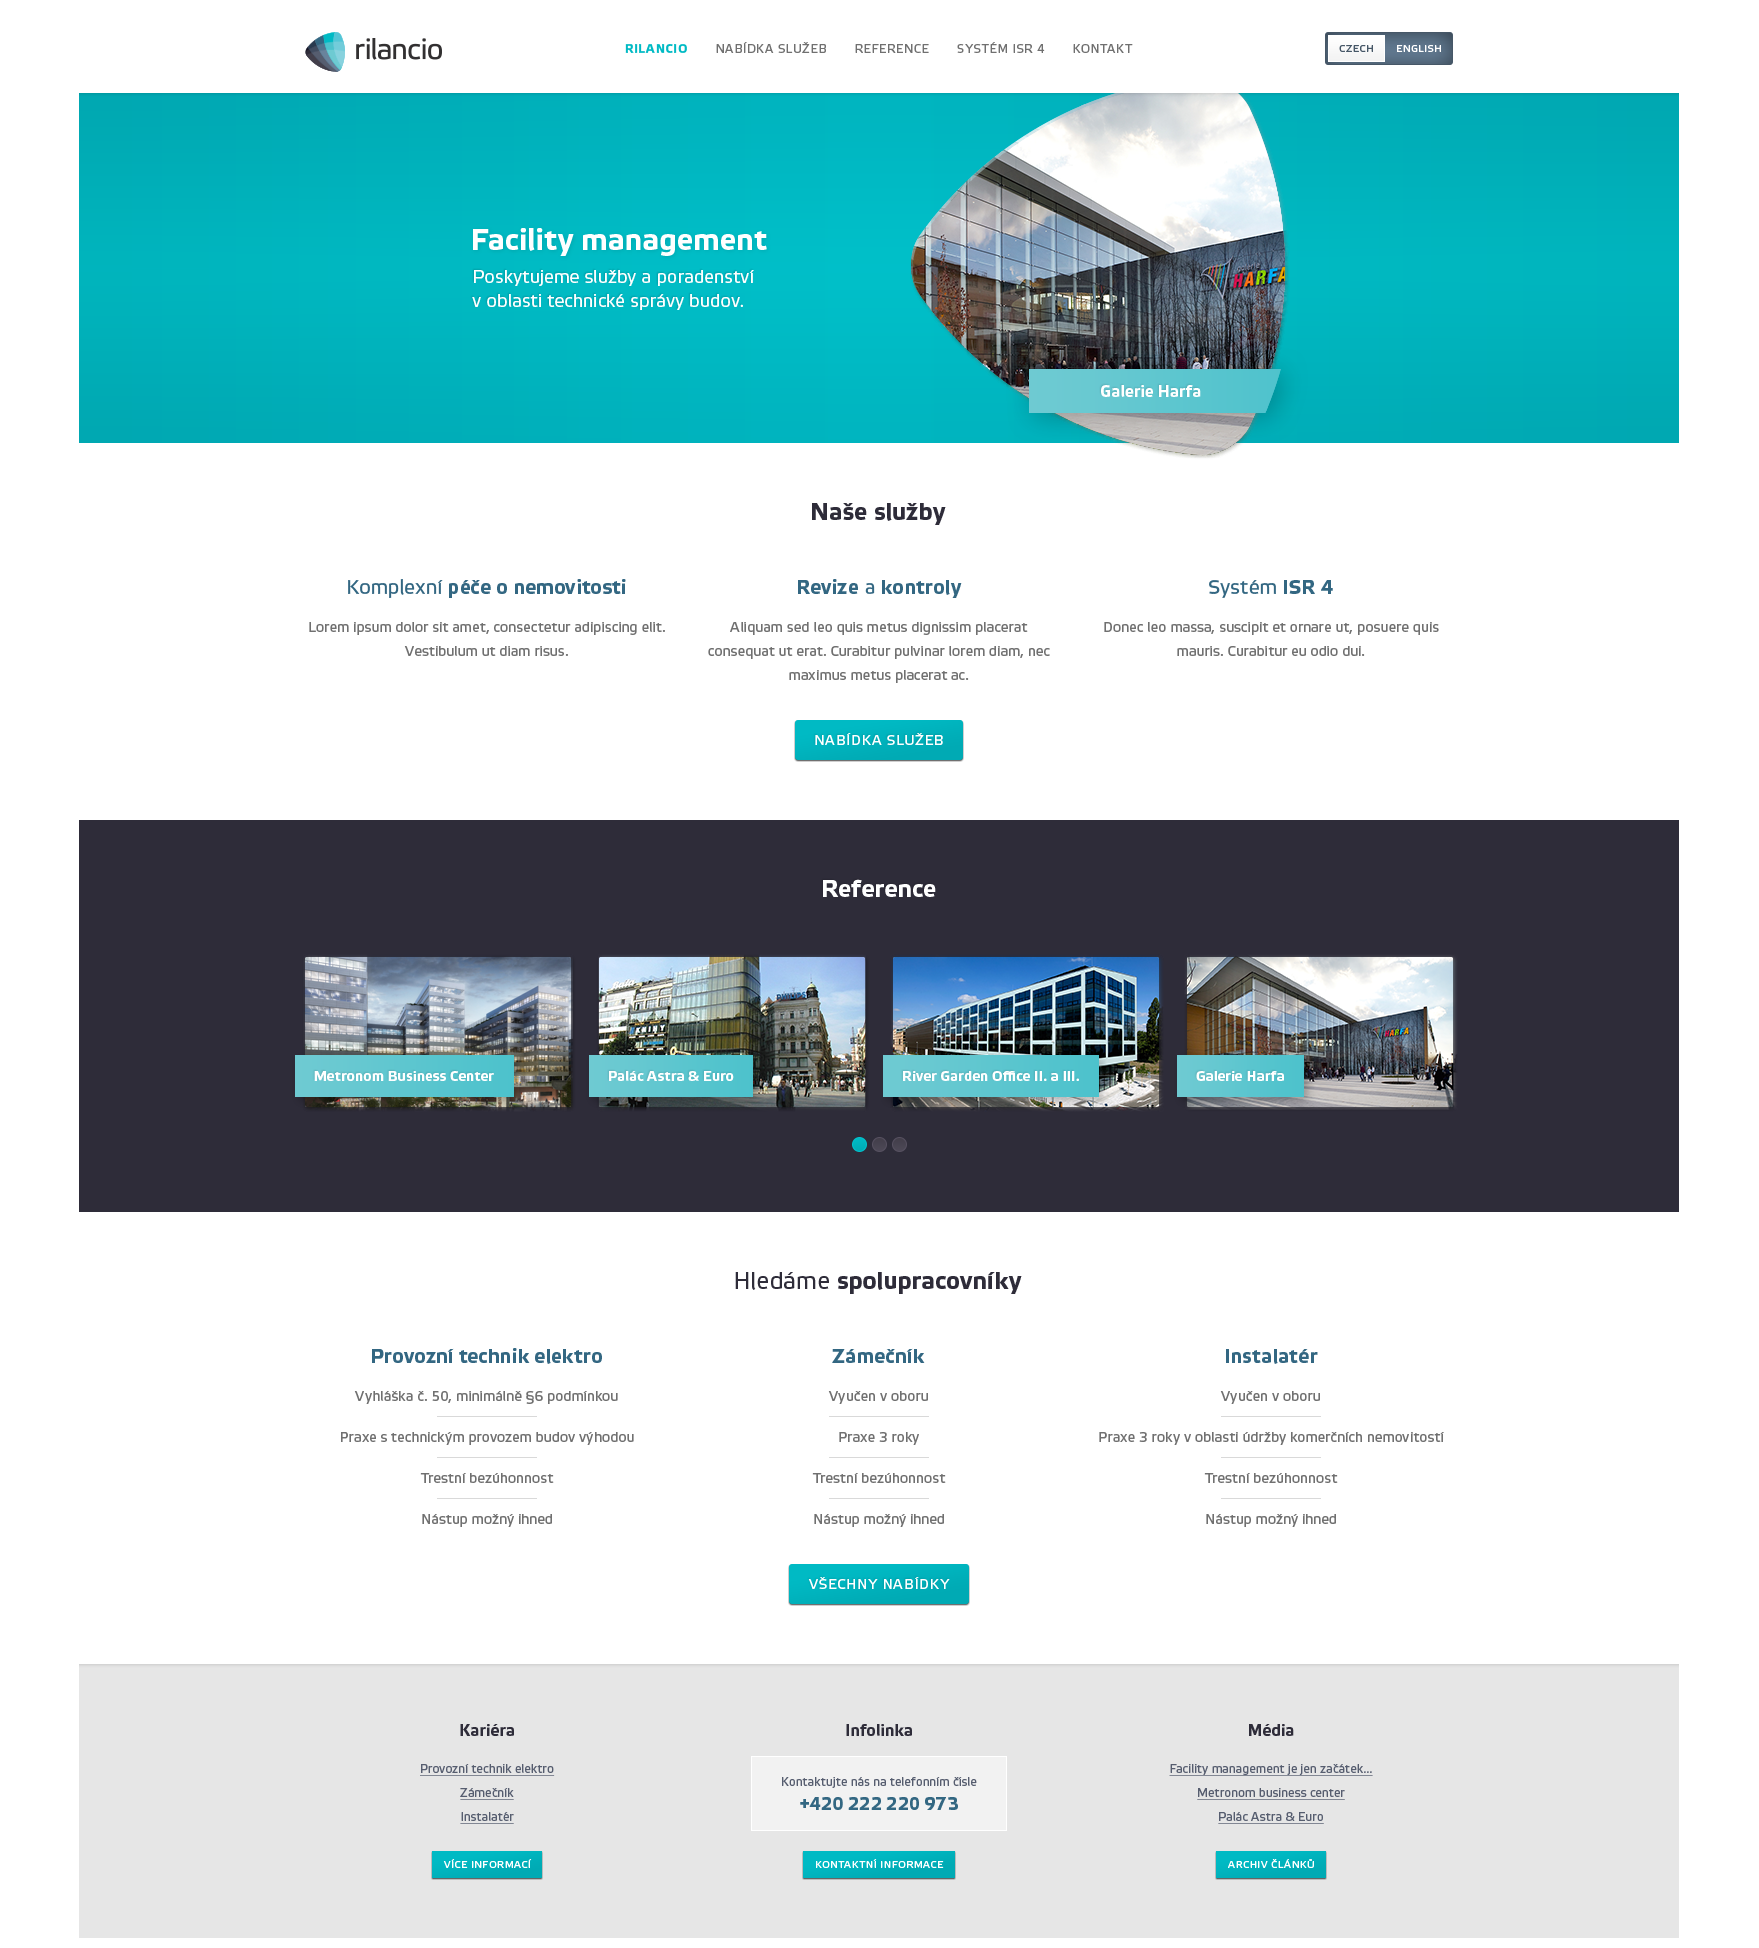 rilancio
RILANCIO NABÍDKA SLUŽEB REFERENCE SYSTÉM ISR 4 KONTAKT
CZECH ENGLISH
Facility management
Poskytujeme služby a poradenství
v oblasti technické správy budov.
HARFA
Galerie Harfa
Naše služby
Komplexní péče o nemovitosti
Lorem ipsum dolor sit amet, consectetur adipiscing elit.
Vestibulum ut diam risus.
Revize a kontroly
Aliquam sed leo quis metus dignissim placerat
consequat ut erat. Curabitur pulvinar lorem diam, nec
maximus metus placerat ac.
Systém ISR 4
Donec leo massa, suscipit et ornare ut, posuere quis
mauris. Curabitur eu odio dui.
NABÍDKA SLUŽEB
Reference
Metronom Business Center
Palác Astra & Euro
River Garden Office II. a III.
HARFA
Galerie Harfa
Hledáme spolupracovníky
Provozní technik elektro
Vyhláška č. 50, minimálně §6 podmínkou
Praxe s technickým provozem budov výhodou
Trestní bezúhonnost
Nástup možný ihned
Zámečník
Vyučen v oboru
Praxe 3 roky
Trestní bezúhonnost
Nástup možný ihned
Instalatér
Vyučen v oboru
Praxe 3 roky v oblasti údržby komerčních nemovitostí
Trestní bezúhonnost
Nástup možný ihned
VŠECHNY NABÍDKY
Kariéra
Provozní technik elektro
Zámečník
Instalatér
VÍCE INFORMACÍ
Infolinka
Kontaktujte nás na telefonním čísle
+420 222 220 973
KONTAKTNÍ INFORMACE
Média
Facility management je jen začátek...
Metronom business center
Palác Astra & Euro
ARCHIV ČLÁNKŮ